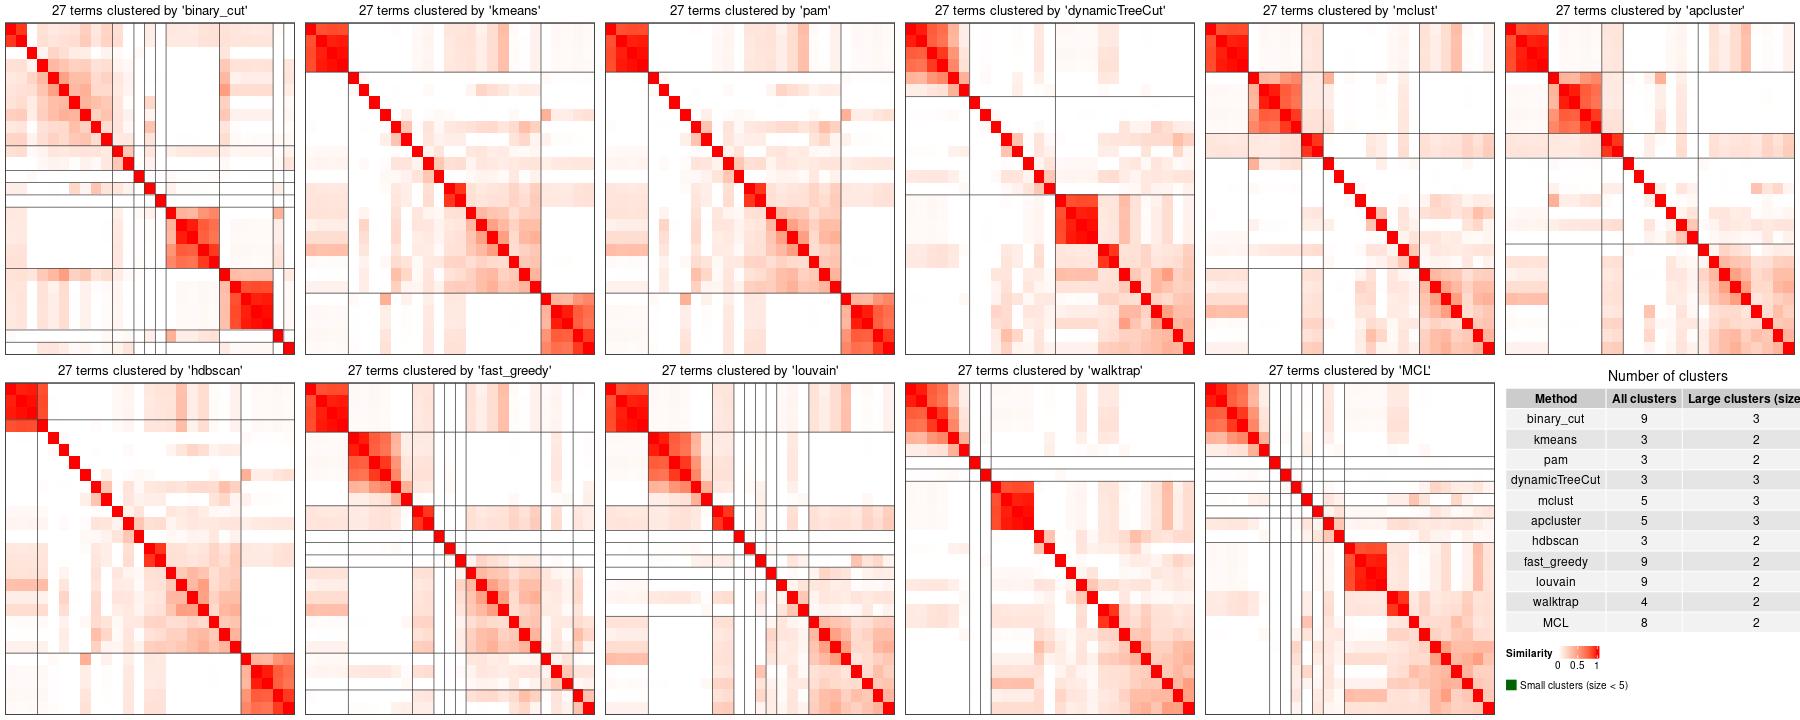 27 terms clustered by 'binary_cut'
27 terms clustered by 'kmeans'
27 terms clustered by 'pam'
27 terms clustered by 'dynamicTreeCut'
27 terms clustered by 'mclust'
27 terms clustered by 'apcluster'
27 terms clustered by 'hdbscan'
27 terms clustered by 'fast_greedy'
27 terms clustered by 'louvain'
27 terms clustered by 'walktrap'
27 terms clustered by 'MCL'
Number of clusters
Method All clusters Large clusters (size
binary_cut 9 3
kmeans 3 2
pam 3 2
dynamicTreeCut 3 3
mclust 5 3
apcluster 5 3
hdbscan 3 2
fast_greedy 9 2
louvain 9 2
walktrap 4 2
MCL 8 2
Similarity
0 0.5 1
Small clusters (size < 5)